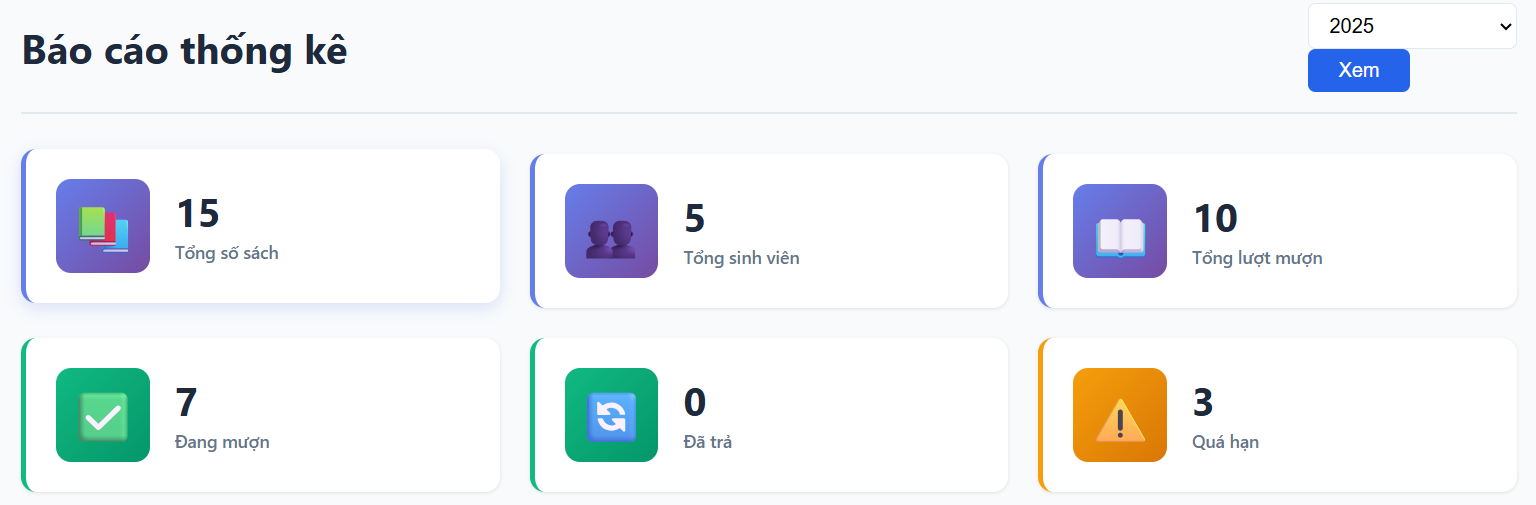 Báo cáo thống kê
2025
Xem
15
Tổng số sách
5
Tổng sinh viên
10
Tổng lượt mượn
7
Đang mượn
0
Đã trả
3
Quá hạn